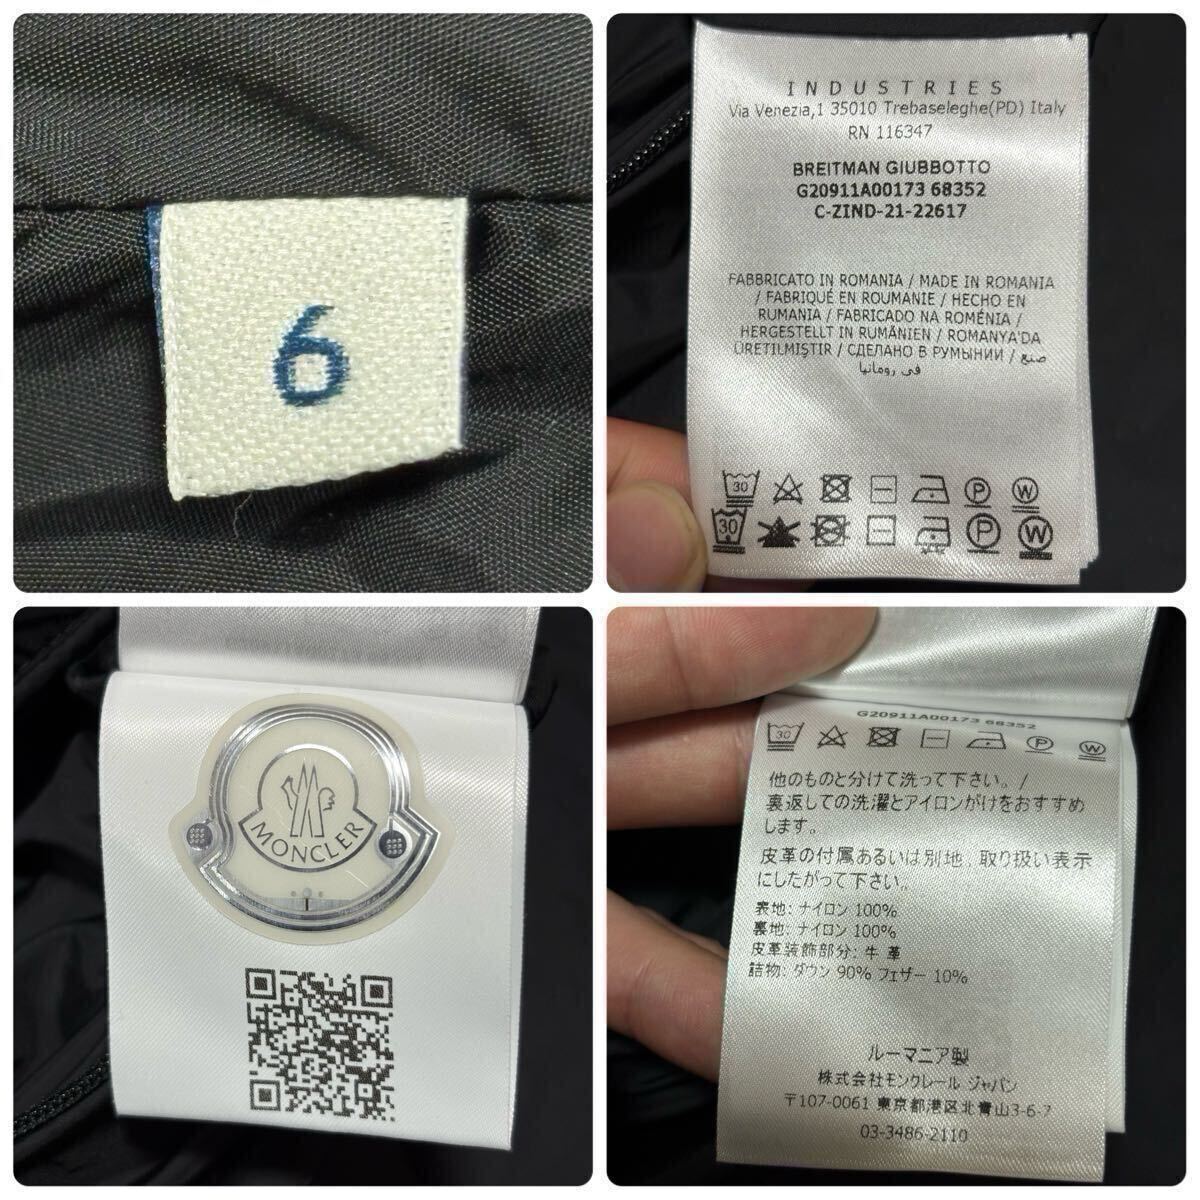 6
INDUSTRIES
Via Venezia,1 35010 Trebaseleghe(PD) Italy
RN 116347
BREITMAN GIUBBOTTO
G20911A00173 68352
C-ZIND-21-22617
FABBRICATO IN ROMANIA / MADE IN ROMANIA
/ FABRIQUÉ EN ROUMANIE / HECHO EN
RUMANIA / FABRICADO NA ROMÉNIA /
HERGESTELLT IN RUMÄNIEN / ROMANYA'DA
ÜRETILMIŞTIR / СДЕЛАНО В РУМЫНИИ / صنع
في رومانيا
30 P W
30 P W
MONCLER
G20911A00173 68352
30 P W
他のものと分けて洗って下さい。/
裏返しての洗濯とアイロンがけをおすすめ
します。
皮革の付属あるいは別地、取り扱い表示
にしたがって下さい。
表地: ナイロン 100%
裏地: ナイロン 100%
皮革装飾部分: 牛 革
詰物: ダウン 90% フェザー 10%
ルーマニア製
株式会社モンクレール ジャパン
〒107-0061 東京都港区北青山3-6-7
03-3486-2110